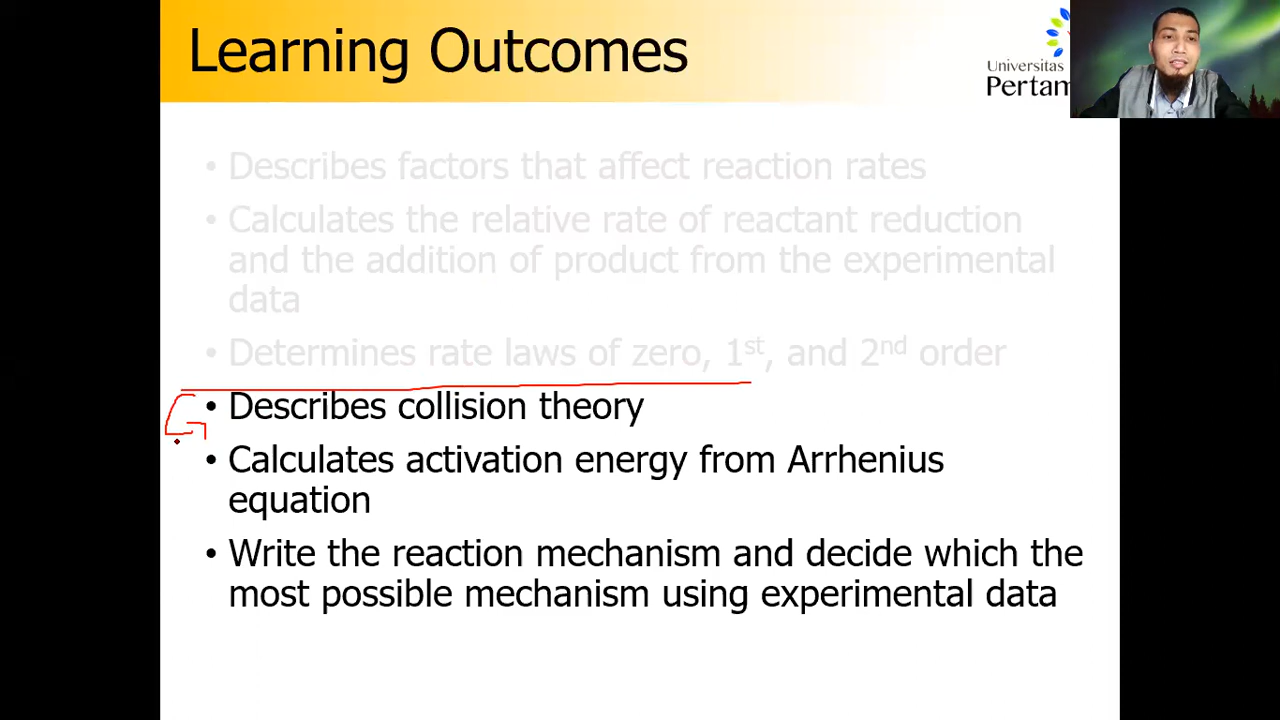 Learning Outcomes
Universitas
Pertam
• Describes factors that affect reaction rates
• Calculates the relative rate of reactant reduction
and the addition of product from the experimental
data
• Determines rate laws of zero, 1st, and 2nd order
• Describes collision theory
• Calculates activation energy from Arrhenius
equation
• Write the reaction mechanism and decide which the
most possible mechanism using experimental data